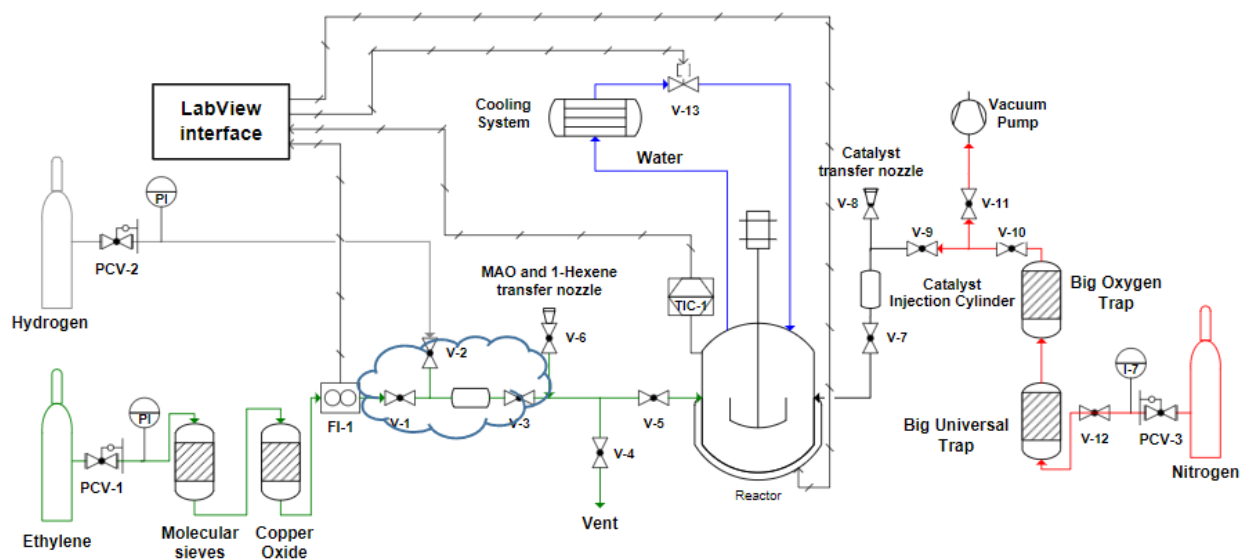 LabView
interface
Cooling
System
V-13
Water
Vacuum
Pump
Catalyst
transfer nozzle
V-8
V-11
V-9
V-10
PI
PCV-2
Hydrogen
MAO and 1-Hexene
transfer nozzle
TIC-1
V-6
V-2
Catalyst
Injection Cylinder
V-7
Big Oxygen
Trap
PI
PCV-1
Ethylene
Molecular
sieves
Copper
Oxide
FI-1
V-1
V-3
V-4
V-5
Vent
Reactor
Big Universal
Trap
V-12
I-7
PCV-3
Nitrogen